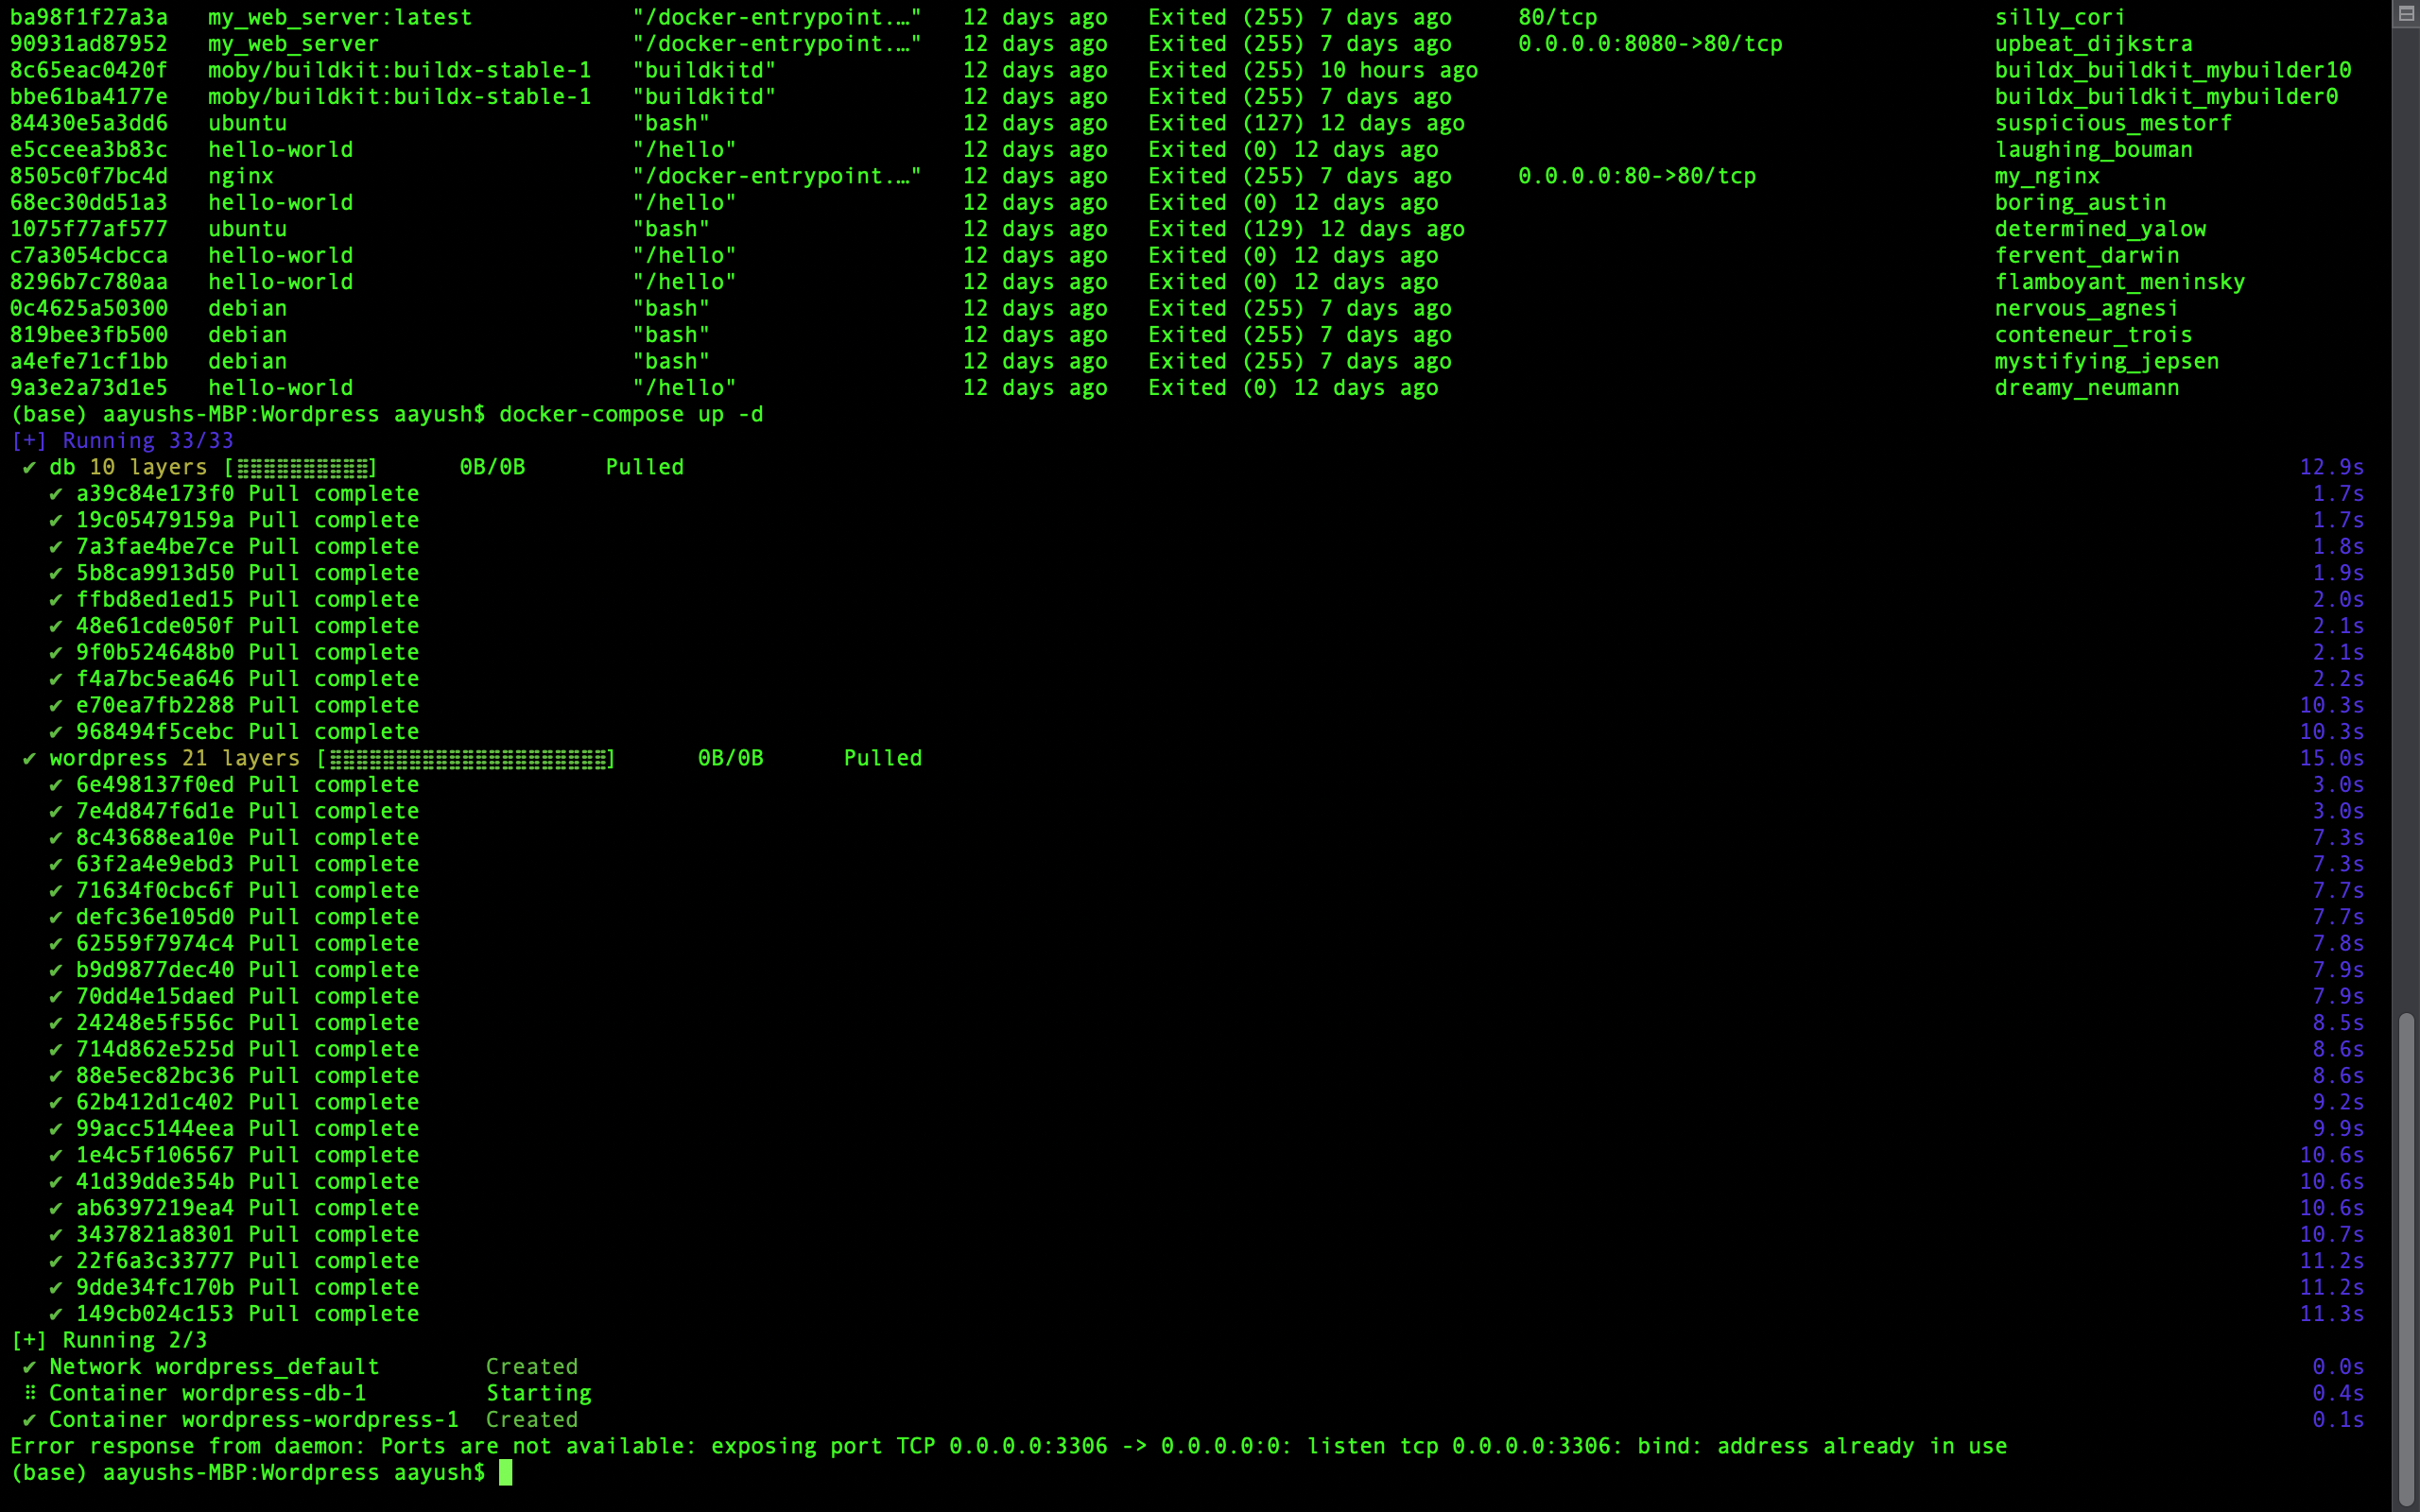 ba98f1f27a3a   my_web_server:latest            "/docker-entrypoint.…"   12 days ago   Exited (255) 7 days ago     80/tcp                              silly_cori
90931ad87952   my_web_server                   "/docker-entrypoint.…"   12 days ago   Exited (255) 7 days ago     0.0.0.0:8080->80/tcp                upbeat_dijkstra
8c65eac0420f   moby/buildkit:buildx-stable-1   "buildkitd"              12 days ago   Exited (255) 10 hours ago                                       buildx_buildkit_mybuilder10
bbe61ba4177e   moby/buildkit:buildx-stable-1   "buildkitd"              12 days ago   Exited (255) 7 days ago                                         buildx_buildkit_mybuilder0
84430e5a3dd6   ubuntu                          "bash"                   12 days ago   Exited (127) 12 days ago                                        suspicious_mestorf
e5cceea3b83c   hello-world                     "/hello"                 12 days ago   Exited (0) 12 days ago                                          laughing_bouman
8505c0f7bc4d   nginx                           "/docker-entrypoint.…"   12 days ago   Exited (255) 7 days ago     0.0.0.0:80->80/tcp                  my_nginx
68ec30dd51a3   hello-world                     "/hello"                 12 days ago   Exited (0) 12 days ago                                          boring_austin
1075f77af577   ubuntu                          "bash"                   12 days ago   Exited (129) 12 days ago                                        determined_yalow
c7a3054cbcca   hello-world                     "/hello"                 12 days ago   Exited (0) 12 days ago                                          fervent_darwin
8296b7c780aa   hello-world                     "/hello"                 12 days ago   Exited (0) 12 days ago                                          flamboyant_meninsky
0c4625a50300   debian                          "bash"                   12 days ago   Exited (255) 7 days ago                                         nervous_agnesi
819bee3fb500   debian                          "bash"                   12 days ago   Exited (255) 7 days ago                                         conteneur_trois
a4efe71cf1bb   debian                          "bash"                   12 days ago   Exited (255) 7 days ago                                         mystifying_jepsen
9a3e2a73d1e5   hello-world                     "/hello"                 12 days ago   Exited (0) 12 days ago                                          dreamy_neumann
(base) aayushs-MBP:Wordpress aayush$ docker-compose up -d
[+] Running 33/33
✔ db 10 layers [⣿⣿⣿⣿⣿⣿⣿⣿⣿⣿]      0B/0B      Pulled 12.9s
✔ a39c84e173f0 Pull complete 1.7s
✔ 19c05479159a Pull complete 1.7s
✔ 7a3fae4be7ce Pull complete 1.8s
✔ 5b8ca9913d50 Pull complete 1.9s
✔ ffbd8ed1ed15 Pull complete 2.0s
✔ 48e61cde050f Pull complete 2.1s
✔ 9f0b524648b0 Pull complete 2.1s
✔ f4a7bc5ea646 Pull complete 2.2s
✔ e70ea7fb2288 Pull complete 10.3s
✔ 968494f5cebc Pull complete 10.3s
✔ wordpress 21 layers [⣿⣿⣿⣿⣿⣿⣿⣿⣿⣿⣿⣿⣿⣿⣿⣿⣿⣿⣿⣿⣿]      0B/0B      Pulled 15.0s
✔ 6e498137f0ed Pull complete 3.0s
✔ 7e4d847f6d1e Pull complete 3.0s
✔ 8c43688ea10e Pull complete 7.3s
✔ 63f2a4e9ebd3 Pull complete 7.3s
✔ 71634f0cbc6f Pull complete 7.7s
✔ defc36e105d0 Pull complete 7.7s
✔ 62559f7974c4 Pull complete 7.8s
✔ b9d9877dec40 Pull complete 7.9s
✔ 70dd4e15daed Pull complete 7.9s
✔ 24248e5f556c Pull complete 8.5s
✔ 714d862e525d Pull complete 8.6s
✔ 88e5ec82bc36 Pull complete 8.6s
✔ 62b412d1c402 Pull complete 9.2s
✔ 99acc5144eea Pull complete 9.9s
✔ 1e4c5f106567 Pull complete 10.6s
✔ 41d39dde354b Pull complete 10.6s
✔ ab6397219ea4 Pull complete 10.6s
✔ 3437821a8301 Pull complete 10.7s
✔ 22f6a3c33777 Pull complete 11.2s
✔ 9dde34fc170b Pull complete 11.2s
✔ 149cb024c153 Pull complete 11.3s
[+] Running 2/3
✔ Network wordpress_default        Created 0.0s
⠿ Container wordpress-db-1         Starting 0.4s
✔ Container wordpress-wordpress-1  Created 0.1s
Error response from daemon: Ports are not available: exposing port TCP 0.0.0.0:3306 -> 0.0.0.0:0: listen tcp 0.0.0.0:3306: bind: address already in use
(base) aayushs-MBP:Wordpress aayush$